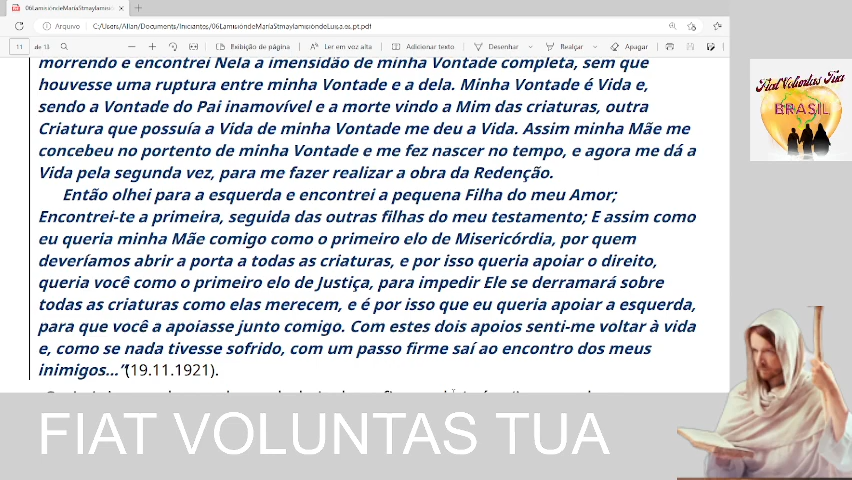 06LamisióndeMaríaStmaylamisióndeLuisa.es.pt.pdf
Arquivo
C:/Users/Allan/Documents/Iniciantes/06LamisióndeMaríaStmaylamisióndeLuisa.es.pt.pdf
11 de 13
Exibição de página
Ler em voz alta
Adicionar texto
Desenhar
Realçar
Apagar
morrendo e encontrei Nela a imensidão de minha Vontade completa, sem que
houvesse uma ruptura entre minha Vontade e a dela. Minha Vontade é Vida e,
sendo a Vontade do Pai inamovível e a morte vindo a Mim das criaturas, outra
Criatura que possuía a Vida de minha Vontade me deu a Vida. Assim minha Mãe me
concebeu no portento de minha Vontade e me fez nascer no tempo, e agora me dá a
Vida pela segunda vez, para me fazer realizar a obra da Redenção.
Então olhei para a esquerda e encontrei a pequena Filha do meu Amor;
Encontrei-te a primeira, seguida das outras filhas do meu testamento; E assim como
eu queria minha Mãe comigo como o primeiro elo de Misericórdia, por quem
deveríamos abrir a porta a todas as criaturas, e por isso queria apoiar o direito,
queria você como o primeiro elo de Justiça, para impedir Ele se derramará sobre
todas as criaturas como elas merecem, e é por isso que eu queria apoiar a esquerda,
para que você a apoiasse junto comigo. Com estes dois apoios senti-me voltar à vida
e, como se nada tivesse sofrido, com um passo firme saí ao encontro dos meus
inimigos...”(19.11.1921).
Fiat Voluntas Tua
BRASIL
FIAT VOLUNTAS TUA